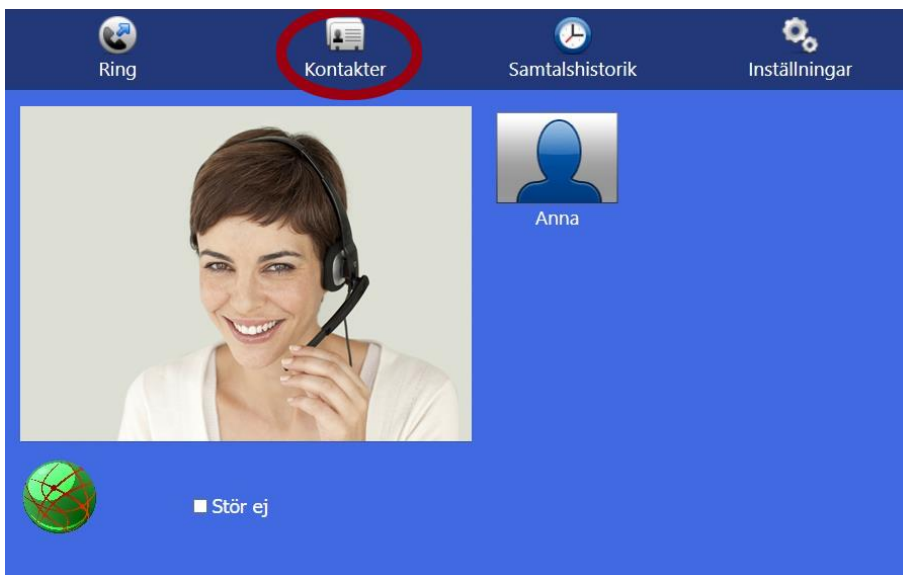 Ring
Kontakter
Samtalshistorik
Inställningar
Anna
Stör ej